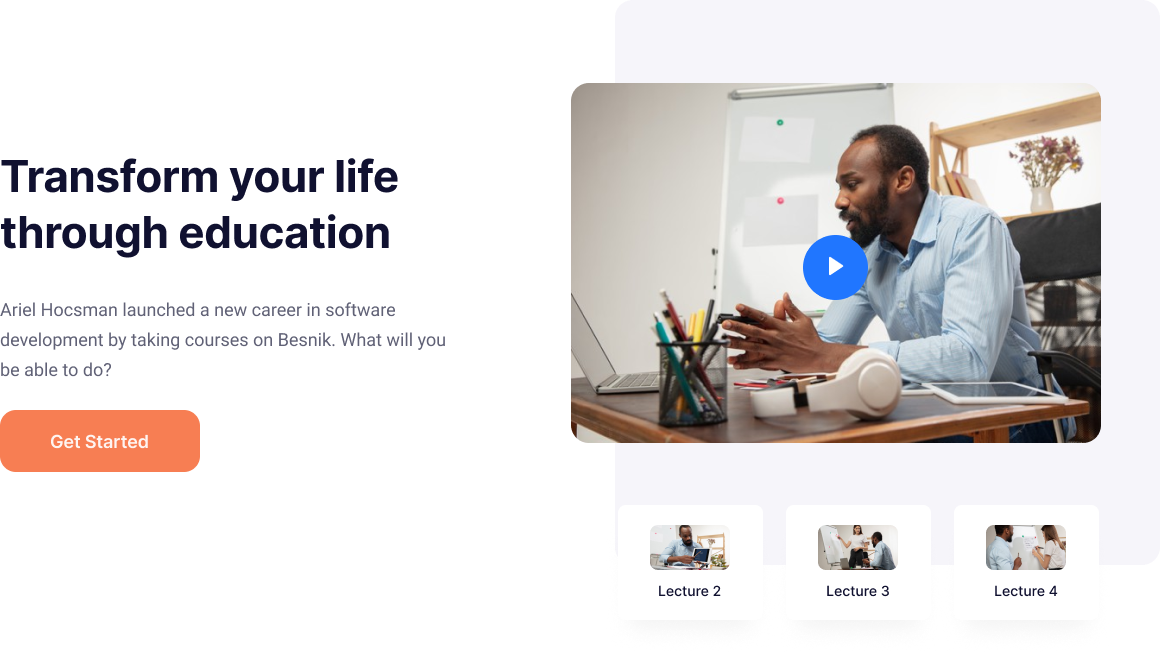 Transform your life
through education
Ariel Hocsman launched a new career in software
development by taking courses on Besnik. What will you
be able to do?
Get Started
Lecture 2
Lecture 3
Lecture 4